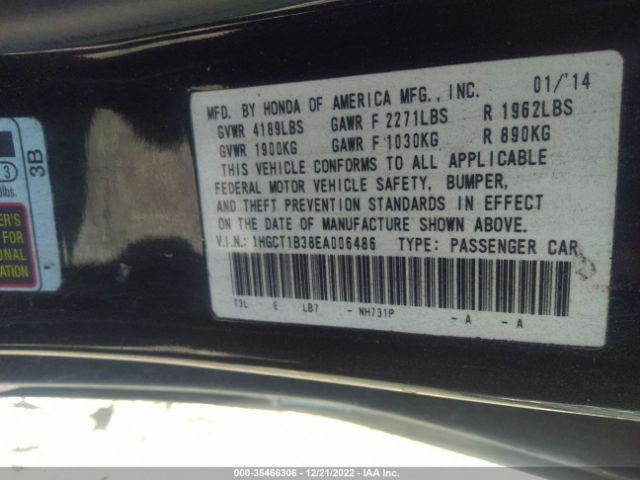 MFD. BY HONDA OF AMERICA MFG., INC. 01/'14
GVWR 4189LBS GAWR F 2271LBS R 1962LBS
GVWR 1900KG GAWR F 1030KG R 890KG
THIS VEHICLE CONFORMS TO ALL APPLICABLE
FEDERAL MOTOR VEHICLE SAFETY, BUMPER,
AND THEFT PREVENTION STANDARDS IN EFFECT
ON THE DATE OF MANUFACTURE SHOWN ABOVE.
V.I.N.: 1HGCT1B38EA006486 TYPE: PASSENGER CAR
T3L E LB7 - NH731P - A - A
3
lbs.
3B
FOR
000-35466306 - 12/21/2022 - IAA Inc.